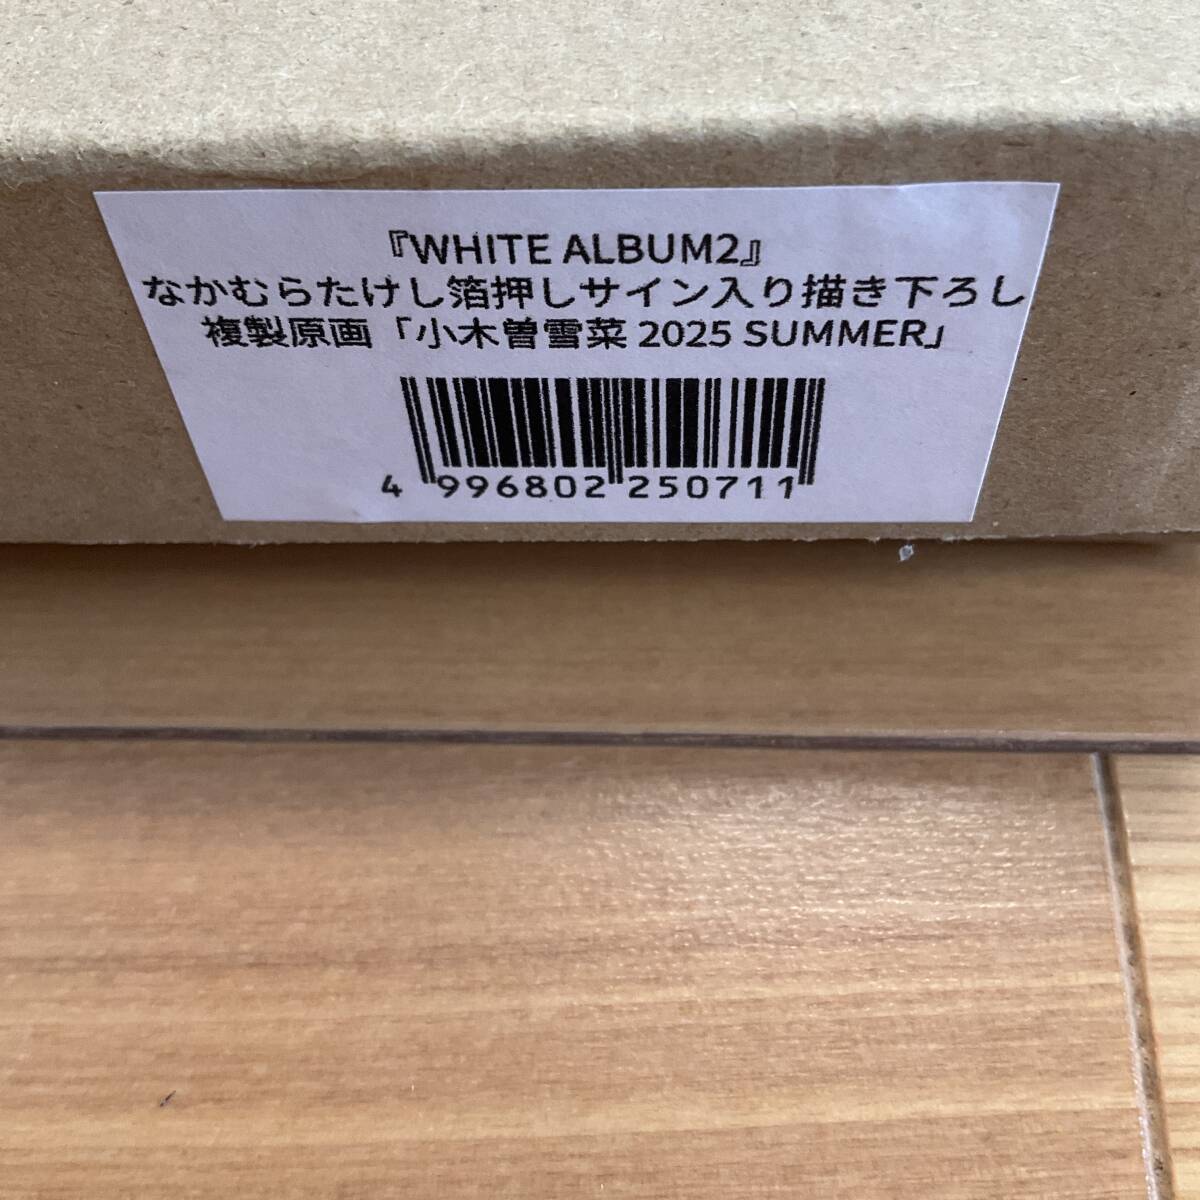 『WHITE ALBUM2』
なかむらたけし箔押しサイン入り描き下ろし
複製原画「小木曽雪菜 2025 SUMMER」
4 996802 250711